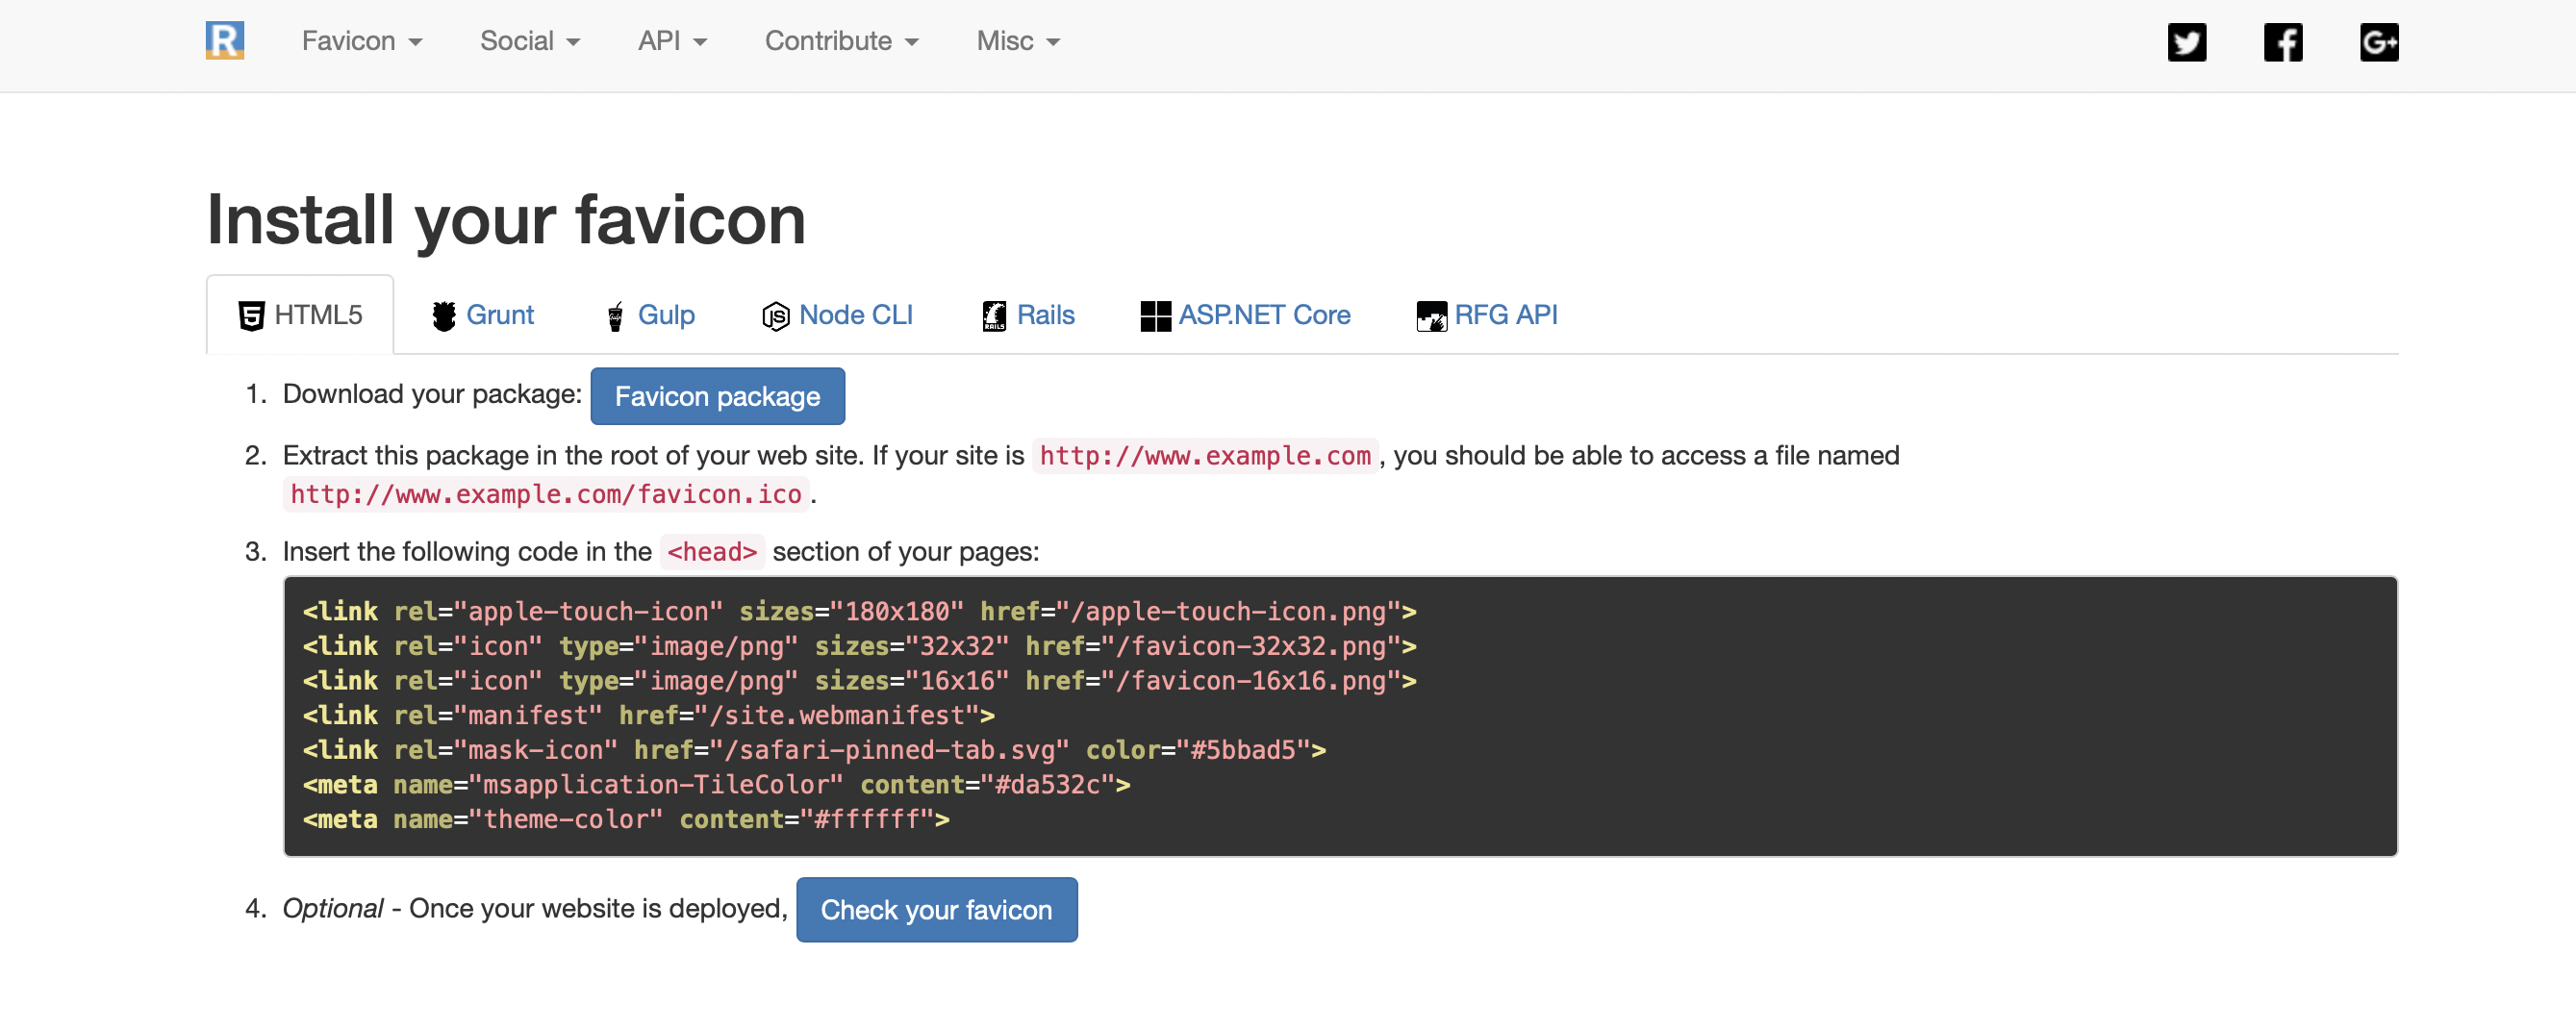 R Favicon Social API Contribute Misc G+
Install your favicon
HTML5 Grunt Gulp Node CLI Rails ASP.NET Core RFG API
1. Download your package: Favicon package
2. Extract this package in the root of your web site. If your site is http://www.example.com, you should be able to access a file named
http://www.example.com/favicon.ico.
3. Insert the following code in the <head> section of your pages:
<link rel="apple-touch-icon" sizes="180x180" href="/apple-touch-icon.png">
<link rel="icon" type="image/png" sizes="32x32" href="/favicon-32x32.png">
<link rel="icon" type="image/png" sizes="16x16" href="/favicon-16x16.png">
<link rel="manifest" href="/site.webmanifest">
<link rel="mask-icon" href="/safari-pinned-tab.svg" color="#5bbad5">
<meta name="msapplication-TileColor" content="#da532c">
<meta name="theme-color" content="#ffffff">
4. Optional - Once your website is deployed, Check your favicon